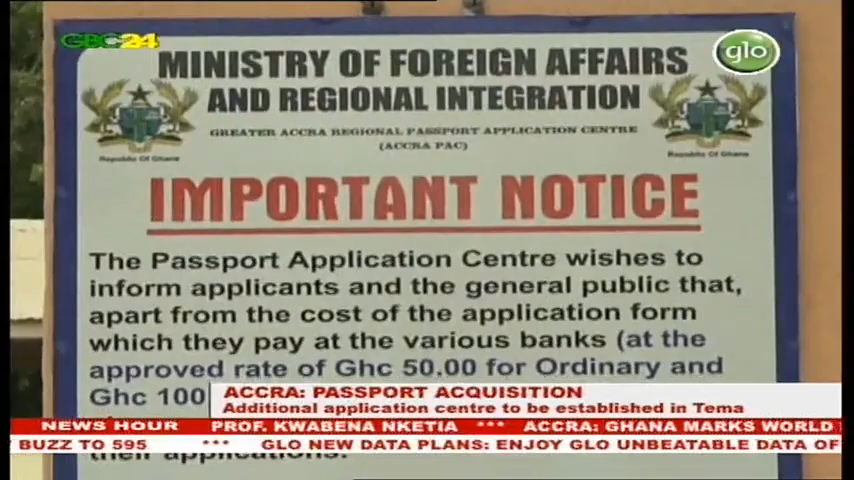 GBC 24
glo
MINISTRY OF FOREIGN AFFAIRS
AND REGIONAL INTEGRATION
GREATER ACCRA REGIONAL PASSPORT APPLICATION CENTRE
(ACCRA PAC)
Republic Of Ghana
Republic Of Ghana
IMPORTANT NOTICE
The Passport Application Centre wishes to
inform applicants and the general public that,
apart from the cost of the application form
which they pay at the various banks (at the
approved rate of Ghc 50.00 for Ordinary and
Ghc 100
ACCRA: PASSPORT ACQUISITION
Additional application centre to be established in Tema
NEWS HOUR
PROF. KWABENA NKETIA *** ACCRA: GHANA MARKS WORLD
BUZZ TO 595 *** GLO NEW DATA PLANS: ENJOY GLO UNBEATABLE DATA OF
their applications.